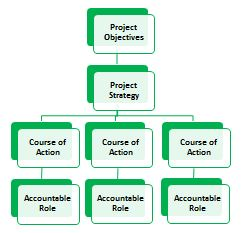 Project
Objectives
Project
Strategy
Course of
Action
Course of
Action
Course of
Action
Accountable
Role
Accountable
Role
Accountable
Role